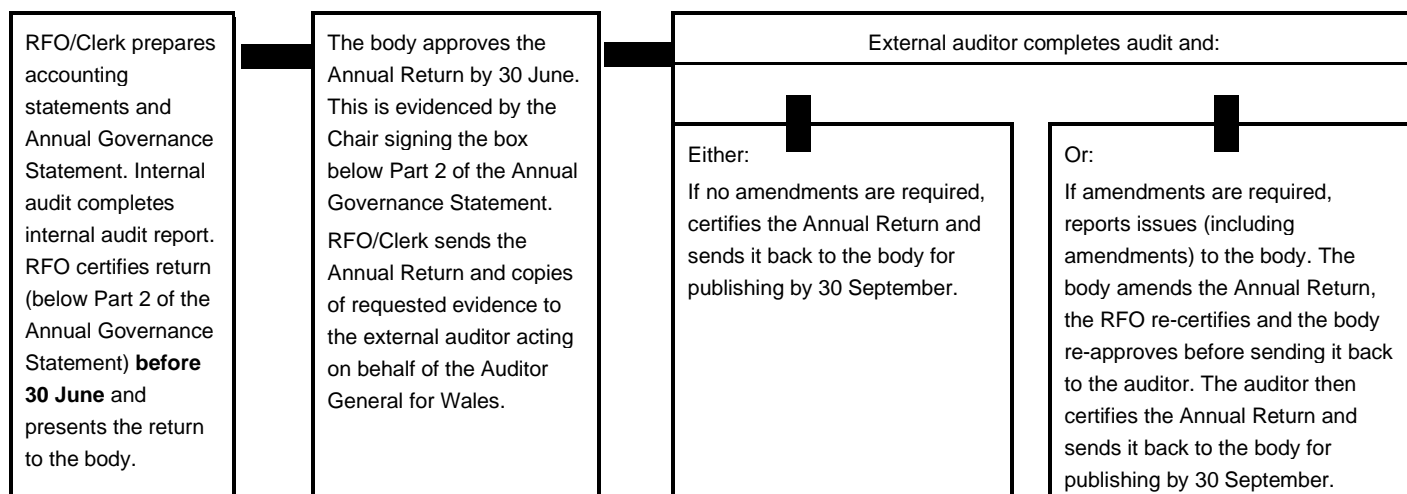 RFO/Clerk prepares
accounting
statements and
Annual Governance
Statement. Internal
audit completes
internal audit report.
RFO certifies return
(below Part 2 of the
Annual Governance
Statement) before
30 June and
presents the return
to the body.
The body approves the
Annual Return by 30 June.
This is evidenced by the
Chair signing the box
below Part 2 of the Annual
Governance Statement.
RFO/Clerk sends the
Annual Return and copies
of requested evidence to
the external auditor acting
on behalf of the Auditor
General for Wales.
External auditor completes audit and:
Either:
If no amendments are required,
certifies the Annual Return and
sends it back to the body for
publishing by 30 September.
Or:
If amendments are required,
reports issues (including
amendments) to the body. The
body amends the Annual Return,
the RFO re-certifies and the body
re-approves before sending it back
to the auditor. The auditor then
certifies the Annual Return and
sends it back to the body for
publishing by 30 September.